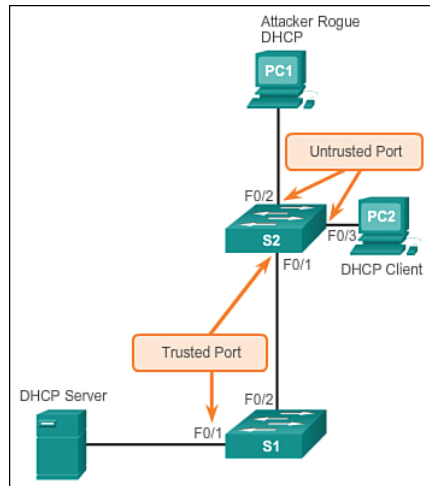 Attacker Rogue
DHCP
PC1
Untrusted Port
F0/2
PC2
S2
F0/3
F0/1
DHCP Client
Trusted Port
DHCP Server
F0/2
F0/1
S1